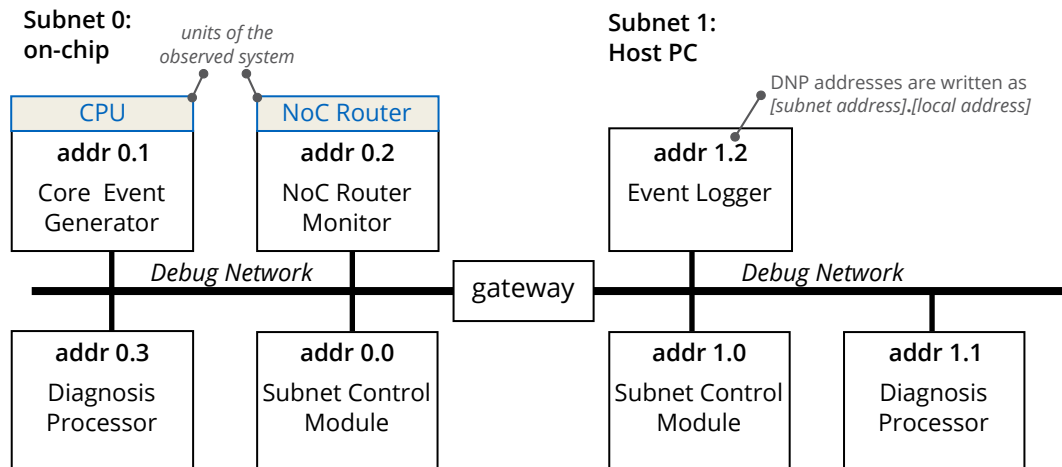 Subnet 0:
on-chip
units of the
observed system
Subnet 1:
Host PC
DNP addresses are written as
[subnet address].[local address]
CPU
addr 0.1
Core Event
Generator
NoC Router
addr 0.2
NoC Router
Monitor
addr 1.2
Event Logger
Debug Network
gateway
Debug Network
addr 0.3
Diagnosis
Processor
addr 0.0
Subnet Control
Module
addr 1.0
Subnet Control
Module
addr 1.1
Diagnosis
Processor